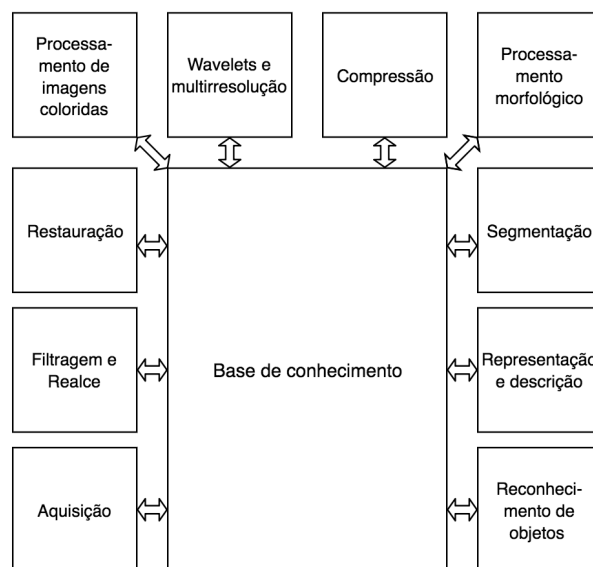 Processa-
mento de
imagens
coloridas
Wavelets e
multirresolução
Compressão
Processa-
mento
morfológico
Restauração
Segmentação
Filtragem e
Realce
Base de conhecimento
Representação
e descrição
Aquisição
Reconheci-
mento de
objetos